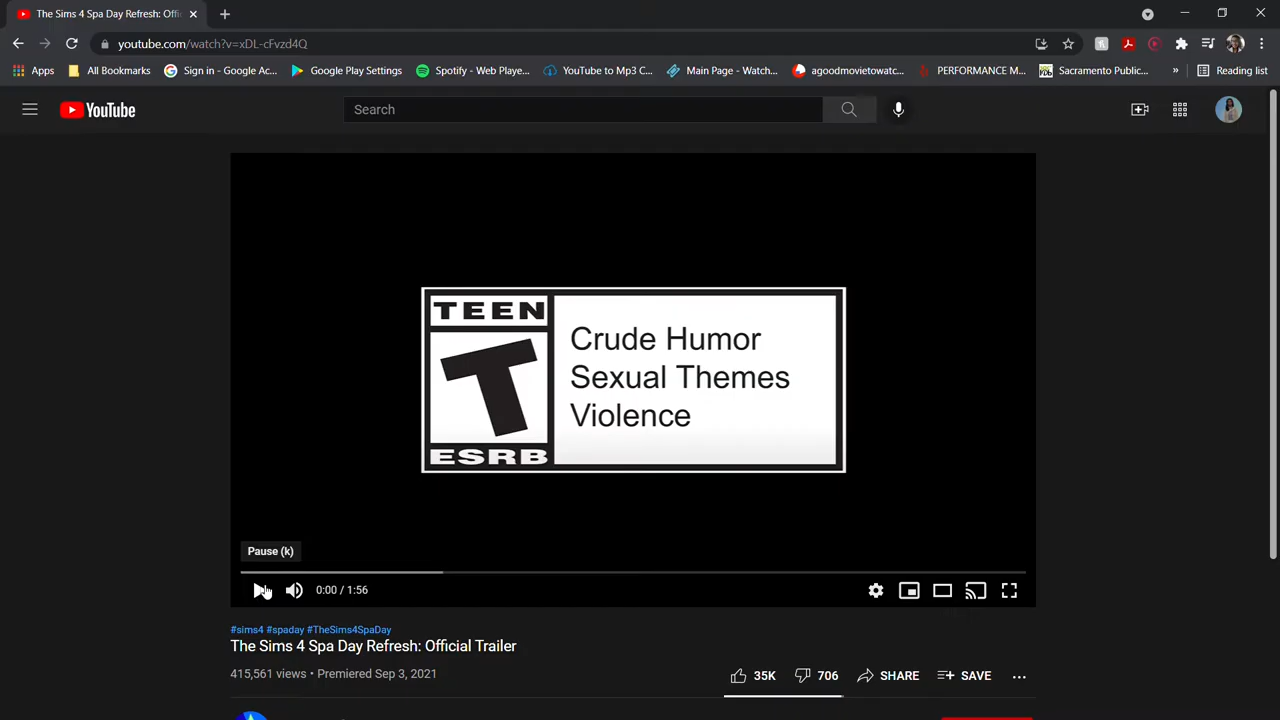 The Sims 4 Spa Day Refresh: Offi
youtube.com/watch?v=xDL-cFvzd4Q
Apps
All Bookmarks
Sign in - Google Ac...
Google Play Settings
Spotify - Web Playe...
YouTube to Mp3 C...
Main Page - Watch...
agoodmovietowatc...
PERFORMANCE M...
Sacramento Public...
»
Reading list
YouTube
Search
TEEN
T
ESRB
Crude Humor
Sexual Themes
Violence
Pause (k)
0:00 / 1:56
#sims4 #spaday #TheSims4SpaDay
The Sims 4 Spa Day Refresh: Official Trailer
415,561 views • Premiered Sep 3, 2021
35K
706
SHARE
SAVE